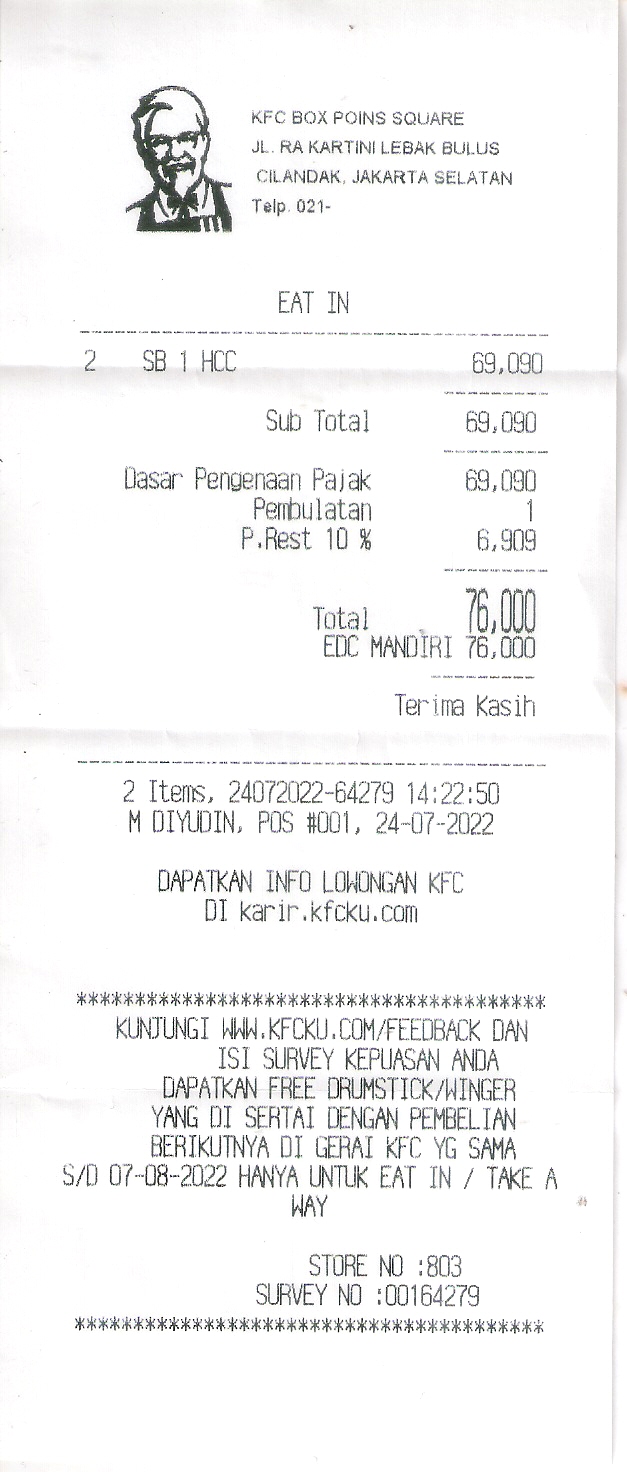 KFC BOX POINS SQUARE
JL. RA KARTINI LEBAK BULUS
CILANDAK, JAKARTA SELATAN
Telp. 021-
EAT IN
2 SB 1 HCC 69,090
Sub Total 69,090
Dasar Pengenaan Pajak 69,090
Pembulatan 1
P.Rest 10 % 6,909
Total 76,000
EDC MANDIRI 76,000
Terima Kasih
2 Items, 24072022-64279 14:22:50
M DIYUDIN, POS #001, 24-07-2022
DAPATKAN INFO LOWONGAN KFC
DI karir.kfcku.com
****************************************
KUNJUNGI WWW.KFCKU.COM/FEEDBACK DAN
ISI SURVEY KEPUASAN ANDA
DAPATKAN FREE DRUMSTICK/WINGER
YANG DI SERTAI DENGAN PEMBELIAN
BERIKUTNYA DI GERAI KFC YG SAMA
S/D 07-08-2022 HANYA UNTUK EAT IN / TAKE A
WAY
STORE NO :803
SURVEY NO :00164279
****************************************